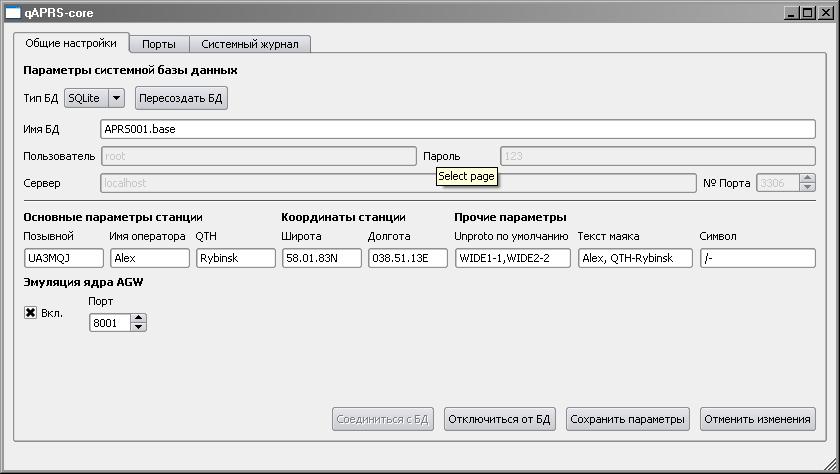 qAPRS-core
Общие настройки Порты Системный журнал
Параметры системной базы данных
Тип БД SQLite Пересоздать БД
Имя БД APRS001.base
Пользователь root Пароль 123
Select page
Сервер localhost № Порта 3306
Основные параметры станции Координаты станции Прочие параметры
Позывной Имя оператора QTH Широта Долгота Unproto по умолчанию Текст маяка Символ
UA3MQJ Alex Rybinsk 58.01.83N 038.51.13E WIDE1-1,WIDE2-2 Alex, QTH-Rybinsk /-
Эмуляция ядра AGW
Порт
Вкл. 8001
Соединиться с БД Отключиться от БД Сохранить параметры Отменить изменения